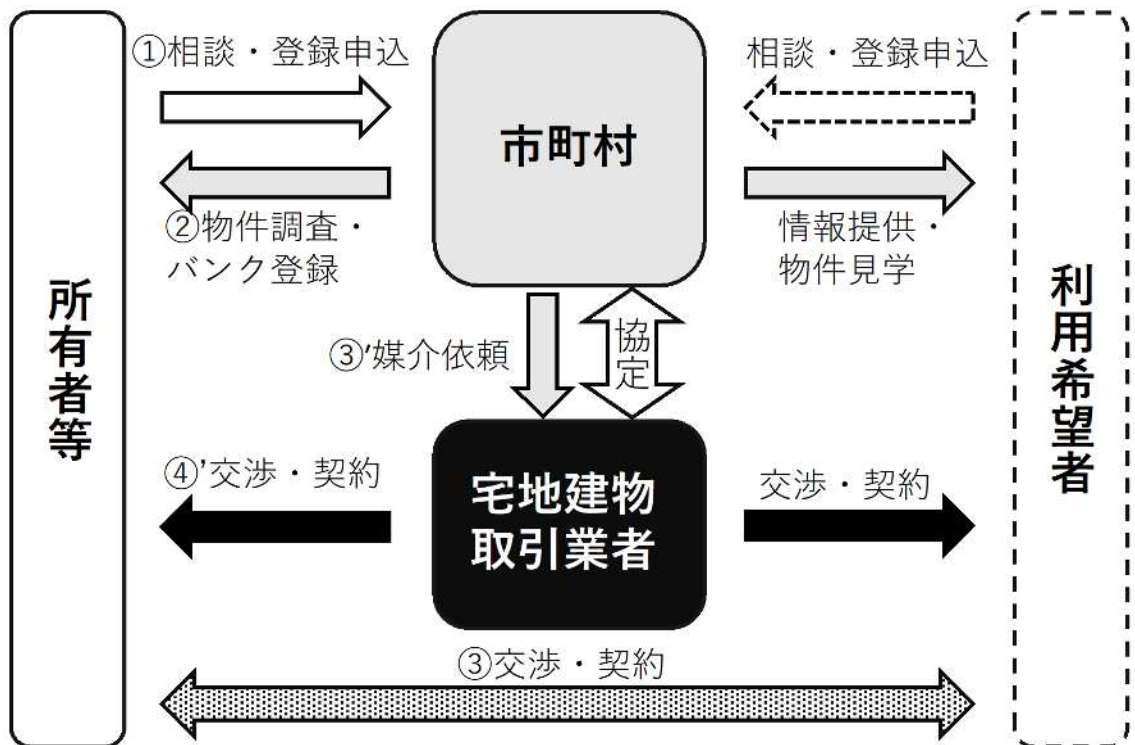 ①相談・登録申込
相談・登録申込
市町村
②物件調査・
バンク登録
情報提供・
物件見学
所有者等
利用希望者
③'媒介依頼
協定
④'交渉・契約
宅地建物
取引業者
交渉・契約
③交渉・契約